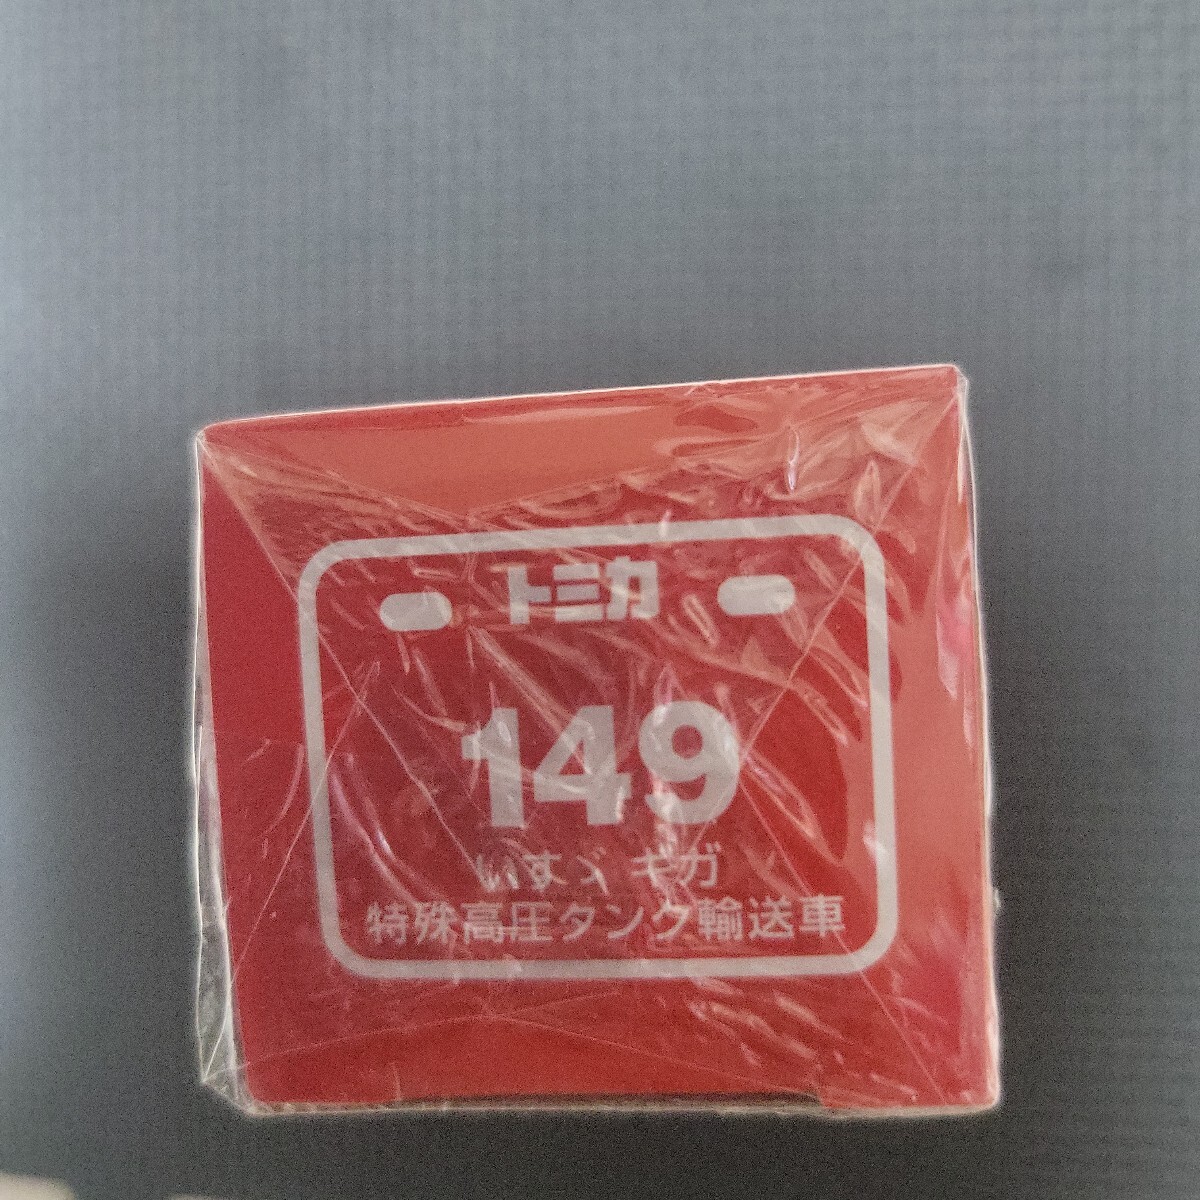 トミカ
149
いすゞ ギガ
特殊高圧タンク輸送車